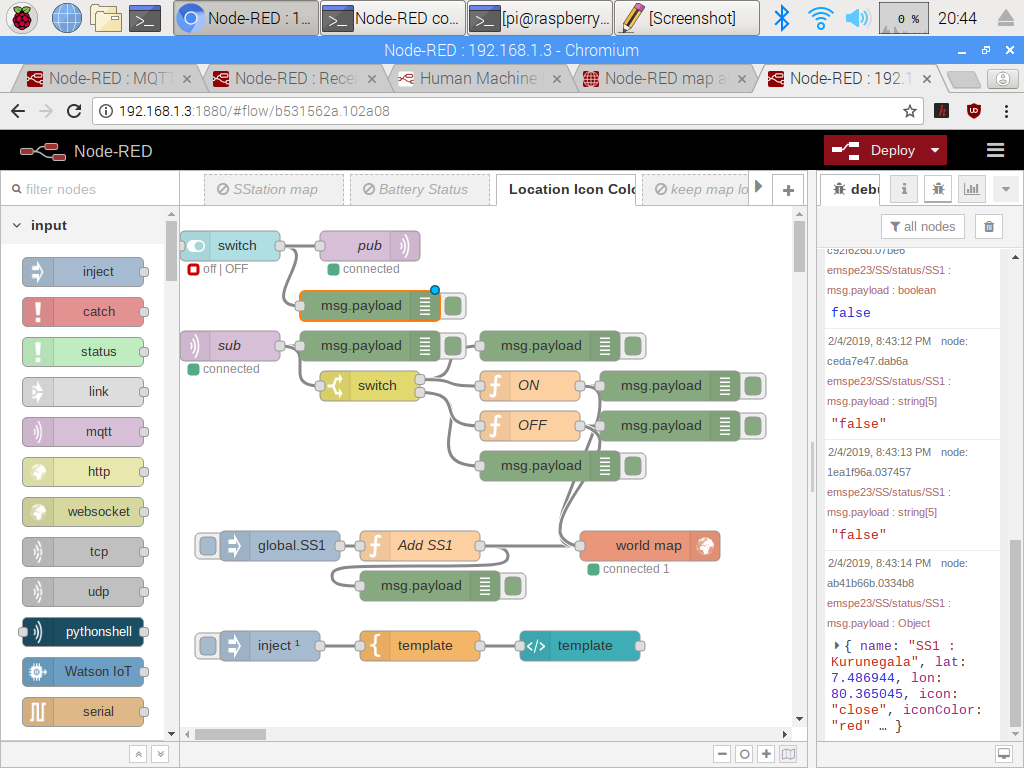 Node-RED : 1...
Node-RED co...
[pi@raspberry...
[Screenshot]
0 %
20:44
Node-RED : 192.168.1.3 - Chromium
Node-RED : MQTT
Node-RED : Recei
Human Machine
Node-RED map a
Node-RED : 192.1
192.168.1.3:1880/#flow/b531562a.102a08
Node-RED
Deploy
filter nodes
SStation map
Battery Status
Location Icon Colo
keep map lo
debu
all nodes
input
inject
catch
status
link
mqtt
http
websocket
tcp
udp
pythonshell
Watson IoT
serial
switch
pub
off | OFF
connected
msg.payload
sub
msg.payload
msg.payload
connected
switch
ON
msg.payload
OFF
msg.payload
msg.payload
global.SS1
Add SS1
world map
connected 1
msg.payload
inject ¹
template
template
c92f626d.07be6
emspe23/SS/status/SS1 :
msg.payload : boolean
false
2/4/2019, 8:43:12 PM node:
ceda7e47.dab6a
emspe23/SS/status/SS1 :
msg.payload : string[5]
"false"
2/4/2019, 8:43:13 PM node:
1ea1f96a.037457
emspe23/SS/status/SS1 :
msg.payload : string[5]
"false"
2/4/2019, 8:43:14 PM node:
ab41b66b.0334b8
emspe23/SS/status/SS1 :
msg.payload : Object
{ name: "SS1 :
Kurunegala", lat:
7.486944, lon:
80.365045, icon:
"close", iconColor:
"red" … }